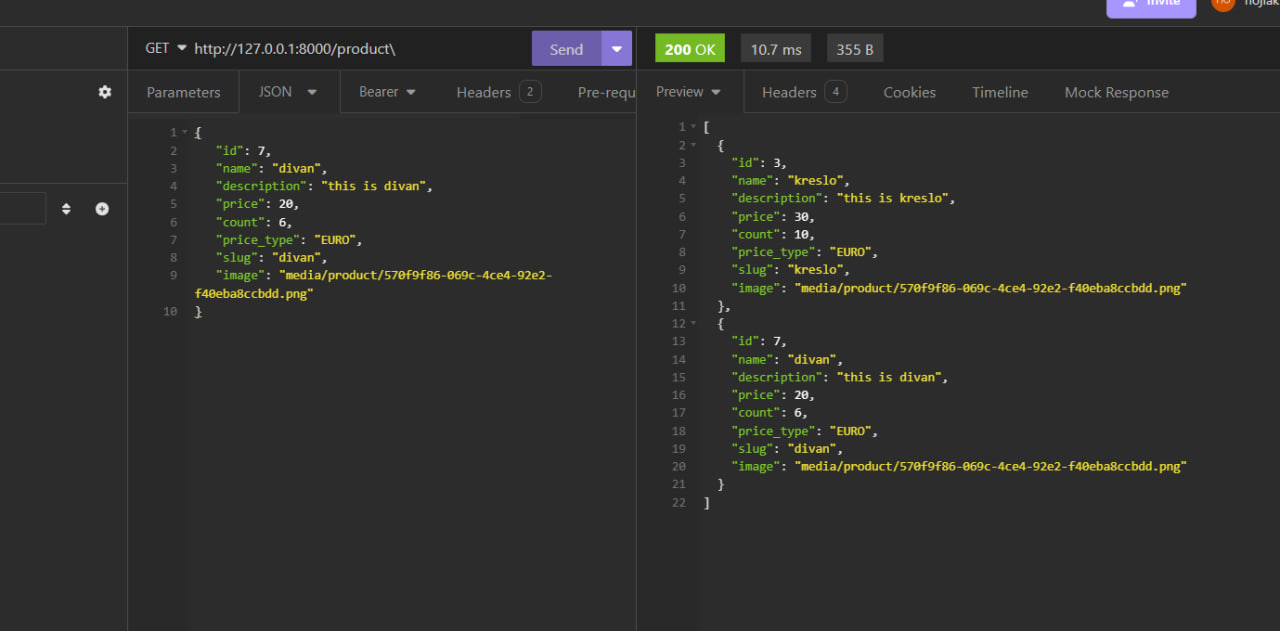 Invite
GET http://127.0.0.1:8000/product\ Send
200 OK 10.7 ms 355 B
Parameters JSON Bearer Headers 2 Pre-requ
Preview Headers 4 Cookies Timeline Mock Response
1 {
2 "id": 7,
3 "name": "divan",
4 "description": "this is divan",
5 "price": 20,
6 "count": 6,
7 "price_type": "EURO",
8 "slug": "divan",
9 "image": "media/product/570f9f86-069c-4ce4-92e2-
f40eba8ccbdd.png"
10 }
1 [
2 {
3 "id": 3,
4 "name": "kreslo",
5 "description": "this is kreslo",
6 "price": 30,
7 "count": 10,
8 "price_type": "EURO",
9 "slug": "kreslo",
10 "image": "media/product/570f9f86-069c-4ce4-92e2-f40eba8ccbdd.png"
11 },
12 {
13 "id": 7,
14 "name": "divan",
15 "description": "this is divan",
16 "price": 20,
17 "count": 6,
18 "price_type": "EURO",
19 "slug": "divan",
20 "image": "media/product/570f9f86-069c-4ce4-92e2-f40eba8ccbdd.png"
21 }
22 ]